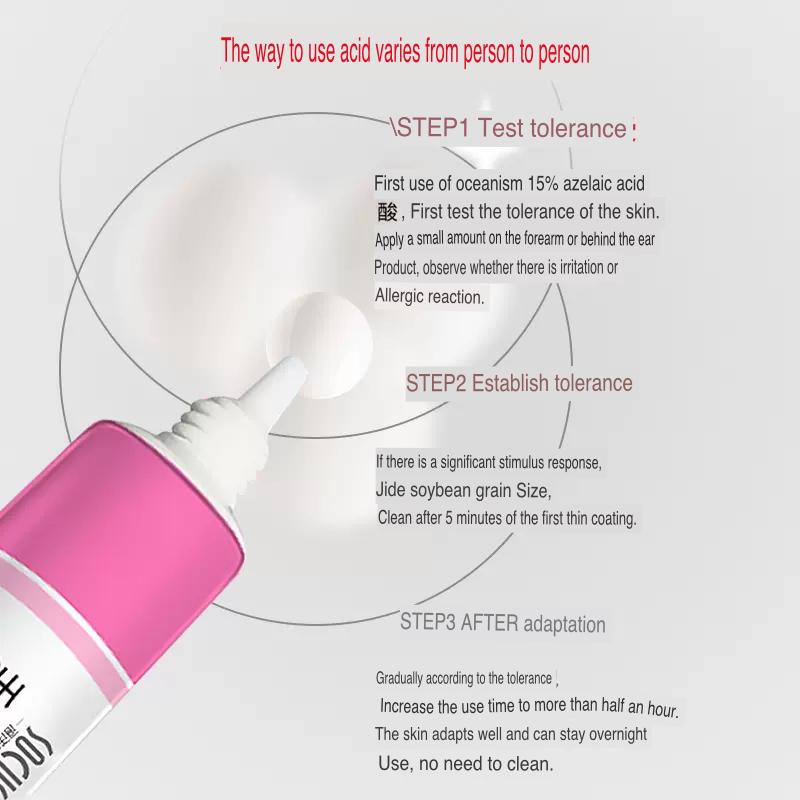 The way to use acid varies from person to person
\STEP1 Test tolerance :
First use of oceanism 15% azelaic acid
酸 , First test the tolerance of the skin.
Apply a small amount on the forearm or behind the ear
Product, observe whether there is irritation or
Allergic reaction.
STEP2 Establish tolerance
If there is a significant stimulus response,
Jide soybean grain Size,
Clean after 5 minutes of the first thin coating.
STEP3 AFTER adaptation
Gradually according to the tolerance ,
Increase the use time to more than half an hour.
The skin adapts well and can stay overnight
Use, no need to clean.